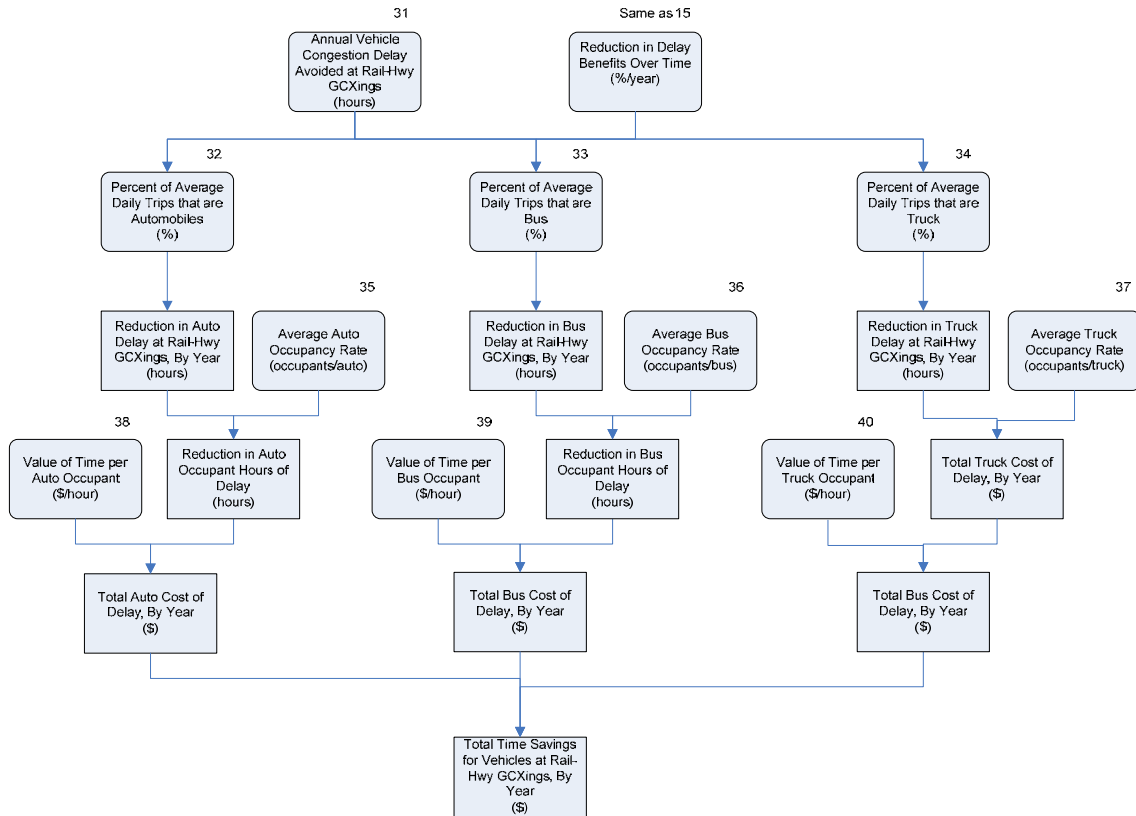 31
Same as 15
Annual Vehicle
Congestion Delay
Avoided at Rail-Hwy
GCXings
(hours)
Reduction in Delay
Benefits Over Time
(%/year)
32
33
34
Percent of Average
Daily Trips that are
Automobiles
(%)
Percent of Average
Daily Trips that are
Bus
(%)
Percent of Average
Daily Trips that are
Truck
(%)
35
36
37
Reduction in Auto
Delay at Rail-Hwy
GCXings, By Year
(hours)
Average Auto
Occupancy Rate
(occupants/auto)
Reduction in Bus
Delay at Rail-Hwy
GCXings, By Year
(hours)
Average Bus
Occupancy Rate
(occupants/bus)
Reduction in Truck
Delay at Rail-Hwy
GCXings, By Year
(hours)
Average Truck
Occupancy Rate
(occupants/truck)
38
39
40
Value of Time per
Auto Occupant
($/hour)
Reduction in Auto
Occupant Hours of
Delay
(hours)
Value of Time per
Bus Occupant
($/hour)
Reduction in Bus
Occupant Hours of
Delay
(hours)
Value of Time per
Truck Occupant
($/hour)
Total Truck Cost of
Delay, By Year
($)
Total Auto Cost of
Delay, By Year
($)
Total Bus Cost of
Delay, By Year
($)
Total Bus Cost of
Delay, By Year
($)
Total Time Savings
for Vehicles at Rail-
Hwy GCXings, By
Year
($)